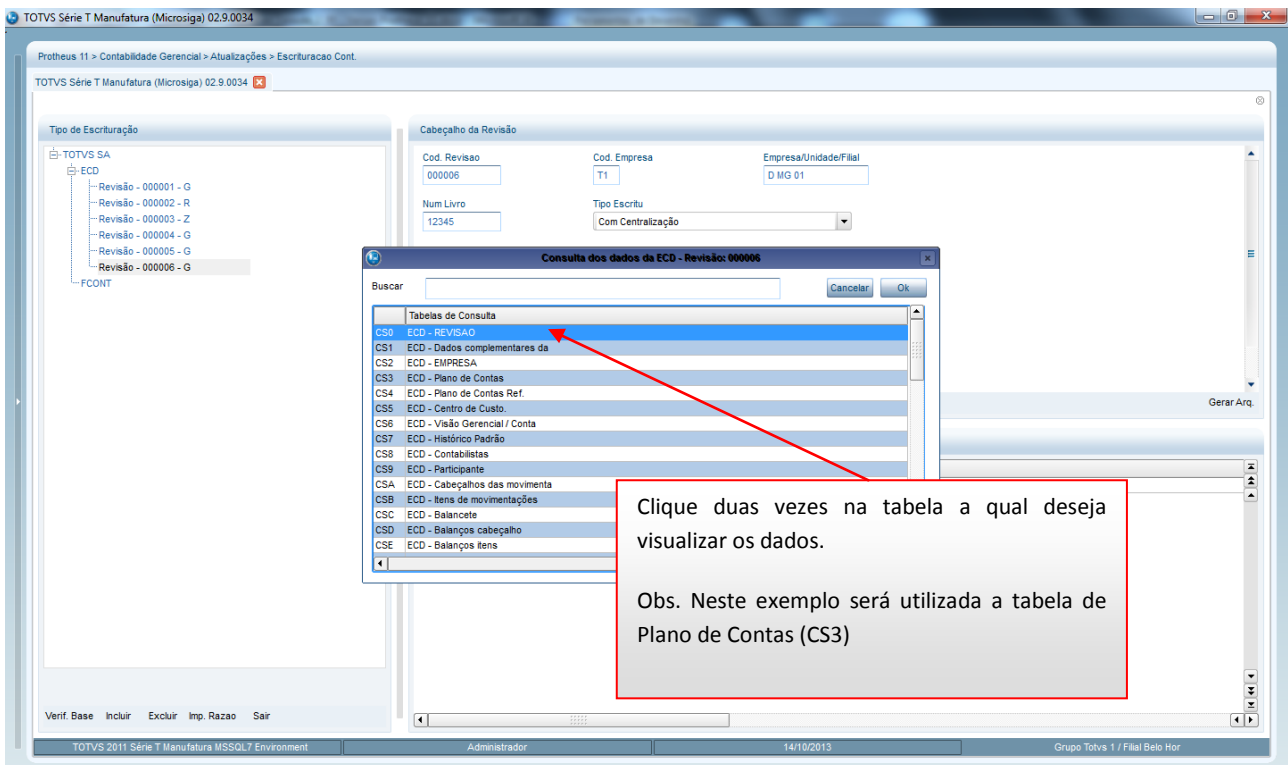 TOTVS Série T Manufatura (Microsiga) 02.9.0034
Protheus 11 > Contabilidade Gerencial > Atualizações > Escrituracao Cont.
TOTVS Série T Manufatura (Microsiga) 02.9.0034
Tipo de Escrituração
TOTVS SA
ECD
Revisão - 000001 - G
Revisão - 000002 - R
Revisão - 000003 - Z
Revisão - 000004 - G
Revisão - 000005 - G
Revisão - 000006 - G
FCONT
Cabeçalho da Revisão
Cod. Revisao Cod. Empresa Empresa/Unidade/Filial
000006 T1 D MG 01
Num Livro Tipo Escritu
12345 Com Centralização
Consulta dos dados da ECD - Revisão: 000006
Buscar Cancelar Ok
Tabelas de Consulta
CS0 ECD - REVISAO
CS1 ECD - Dados complementares da
CS2 ECD - EMPRESA
CS3 ECD - Plano de Contas
CS4 ECD - Plano de Contas Ref.
CS5 ECD - Centro de Custo.
CS6 ECD - Visão Gerencial / Conta
CS7 ECD - Histórico Padrão
CS8 ECD - Contabilistas
CS9 ECD - Participante
CSA ECD - Cabeçalhos das movimenta
CSB ECD - Itens de movimentações
CSC ECD - Balancete
CSD ECD - Balanços cabeçalho
CSE ECD - Balanços itens
Gerar Arq.
Clique duas vezes na tabela a qual deseja
visualizar os dados.
Obs. Neste exemplo será utilizada a tabela de
Plano de Contas (CS3)
Verif. Base Incluir Excluir Imp. Razao Sair
TOTVS 2011 Série T Manufatura MSSQL7 Environment Administrador 14/10/2013 Grupo Totvs 1 / Filial Belo Hor